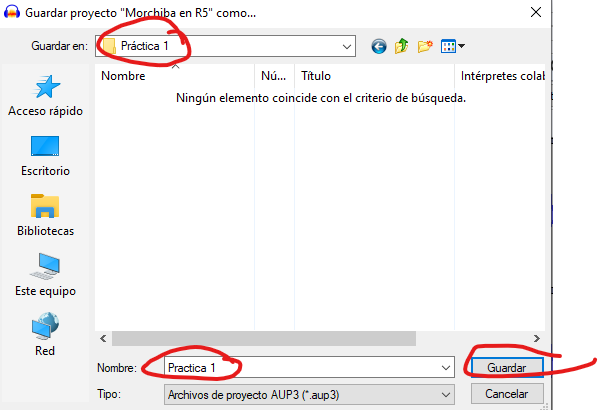 Guardar proyecto "Morchiba en R5" como...
Guardar en: Práctica 1
Nombre Nú... Título Intérpretes colab
Ningún elemento coincide con el criterio de búsqueda.
Acceso rápido
Escritorio
Bibliotecas
Este equipo
Red
Nombre: Practica 1 Guardar
Tipo: Archivos de proyecto AUP3 (*.aup3) Cancelar